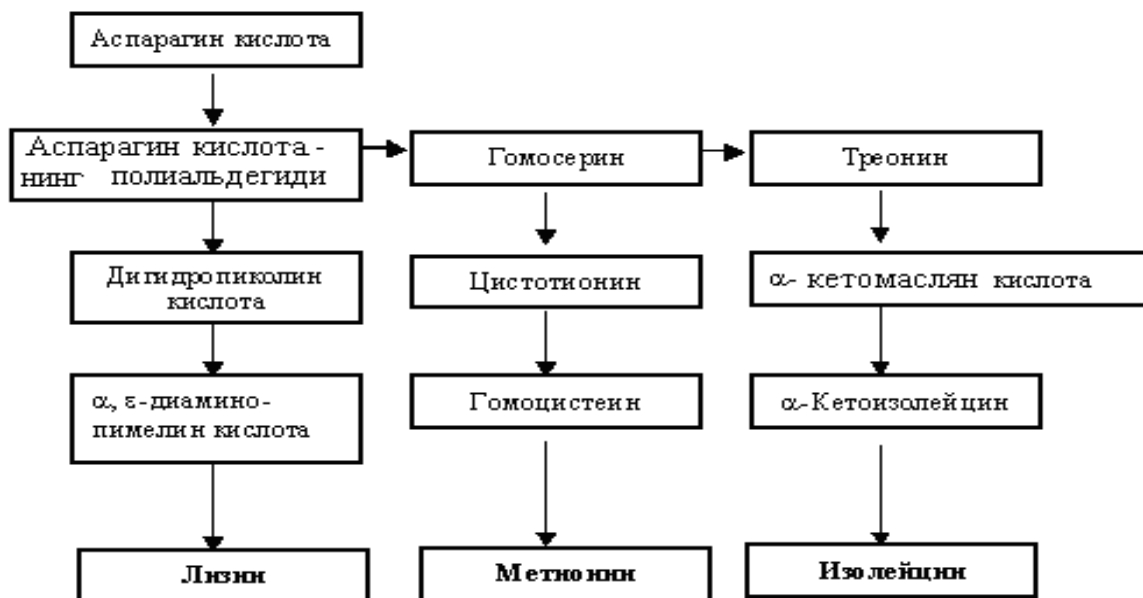 Аспарагин кислота
Аспарагин кислота -
нинг полиальдегиди
Гомосерин
Треонин
Дигидропиколин
кислота
Цистотионин
α- кетомаслян кислота
α, ε-диамино-
пимелин кислота
Гомоцистеин
α-Кетоизолейцин
Лизин
Метионин
Изолейцин